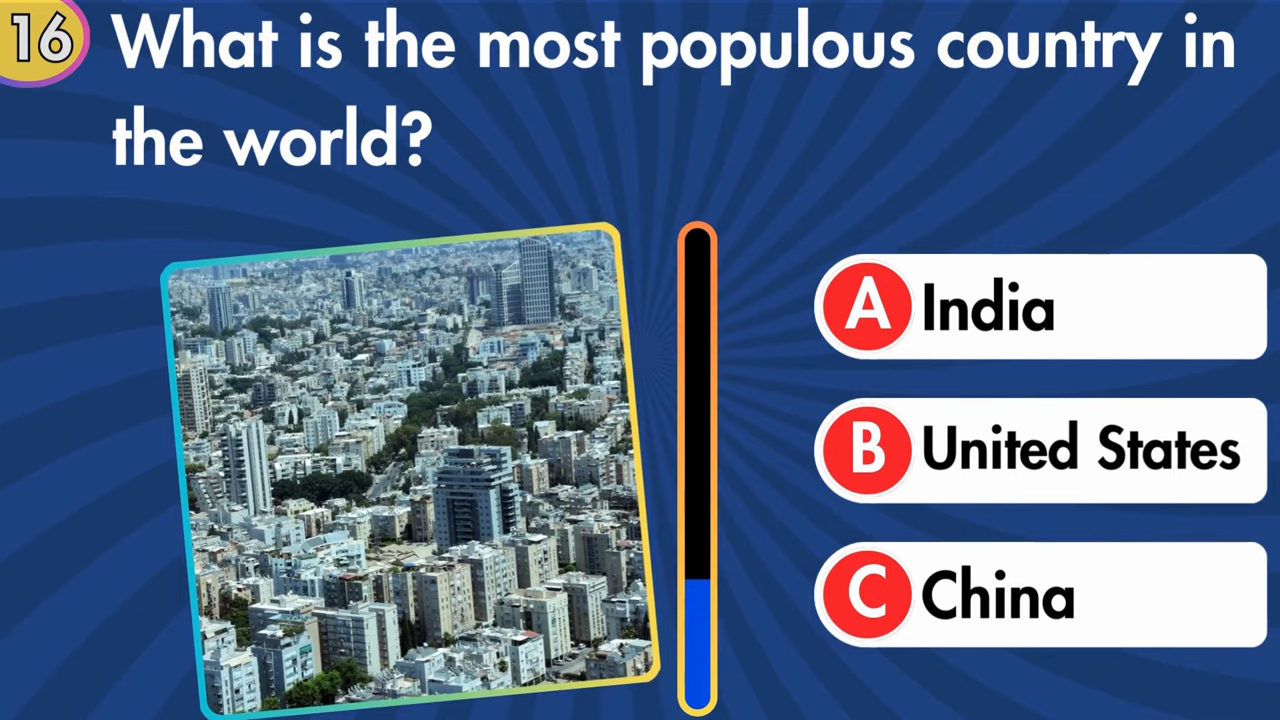 16
What is the most populous country in
the world?
A India
B United States
C China